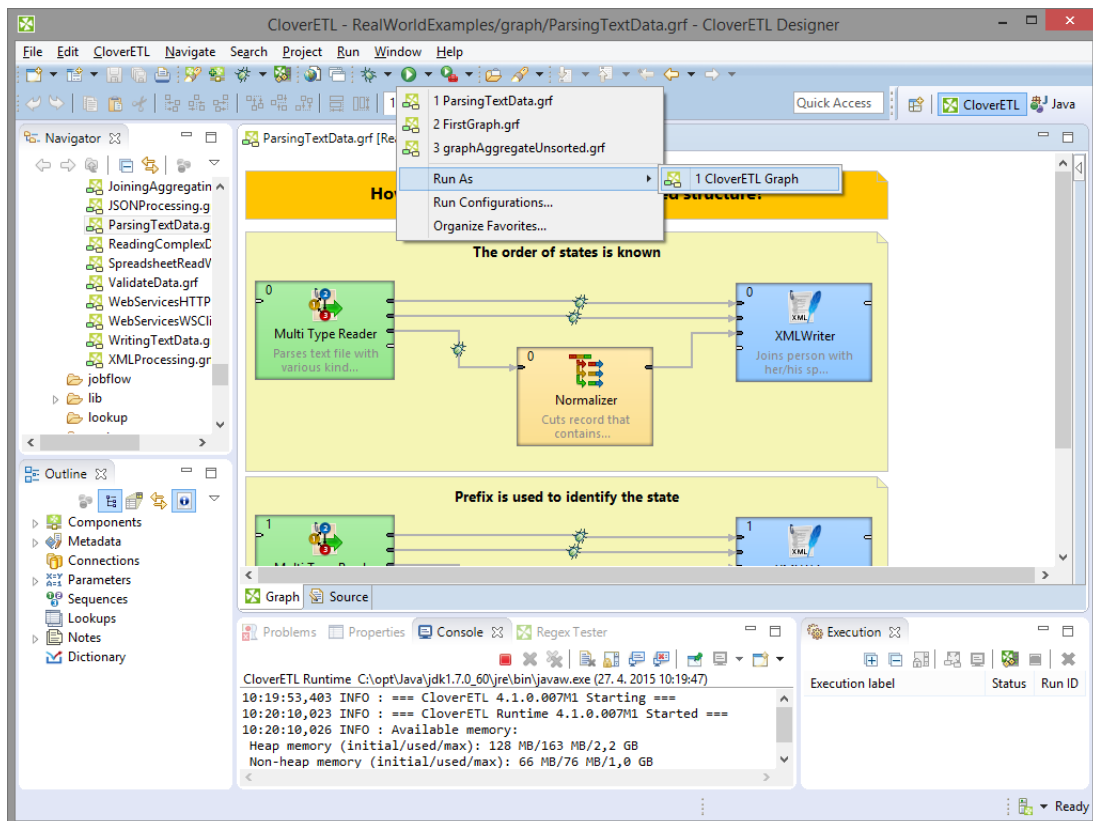 CloverETL - RealWorldExamples/graph/ParsingTextData.grf - CloverETL Designer
File Edit CloverETL Navigate Search Project Run Window Help
Quick Access
CloverETL
Java
1 ParsingTextData.grf
2 FirstGraph.grf
3 graphAggregateUnsorted.grf
Run As
1 CloverETL Graph
Run Configurations...
Organize Favorites...
Navigator
JoiningAggregatin
JSONProcessing.g
ParsingTextData.g
ReadingComplexD
SpreadsheetReadW
ValidateData.grf
WebServicesHTTP
WebServicesWSCli
WritingTextData.g
XMLProcessing.gr
jobflow
lib
lookup
ParsingTextData.grf [Re
How
structure?
The order of states is known
0
Multi Type Reader
Parses text file with
various kind...
0
Normalizer
Cuts record that
contains...
0
XML
XMLWriter
Joins person with
her/his sp...
Prefix is used to identify the state
1
1
XML
Graph
Source
Outline
Components
Metadata
Connections
Parameters
Sequences
Lookups
Notes
Dictionary
Problems
Properties
Console
Regex Tester
CloverETL Runtime C:\opt\Java\jdk1.7.0_60\jre\bin\javaw.exe (27. 4. 2015 10:19:47)
10:19:53,403 INFO : === CloverETL 4.1.0.007M1 Starting ===
10:20:10,023 INFO : === CloverETL Runtime 4.1.0.007M1 Started ===
10:20:10,026 INFO : Available memory:
Heap memory (initial/used/max): 128 MB/163 MB/2,2 GB
Non-heap memory (initial/used/max): 66 MB/76 MB/1,0 GB
Execution
Execution label Status Run ID
Ready